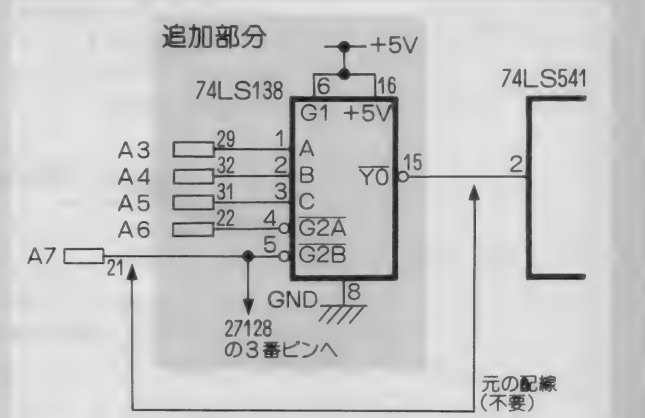 追加部分
+5V
74LS138
6
16
74LS541
G1
+5V
A3
29
1
A
A4
32
2
B
Y0
15
2
A5
31
3
C
A6
22
4
G2A
A7
21
5
G2B
GND
8
27128
の3番ピンへ
元の配線
(不要)